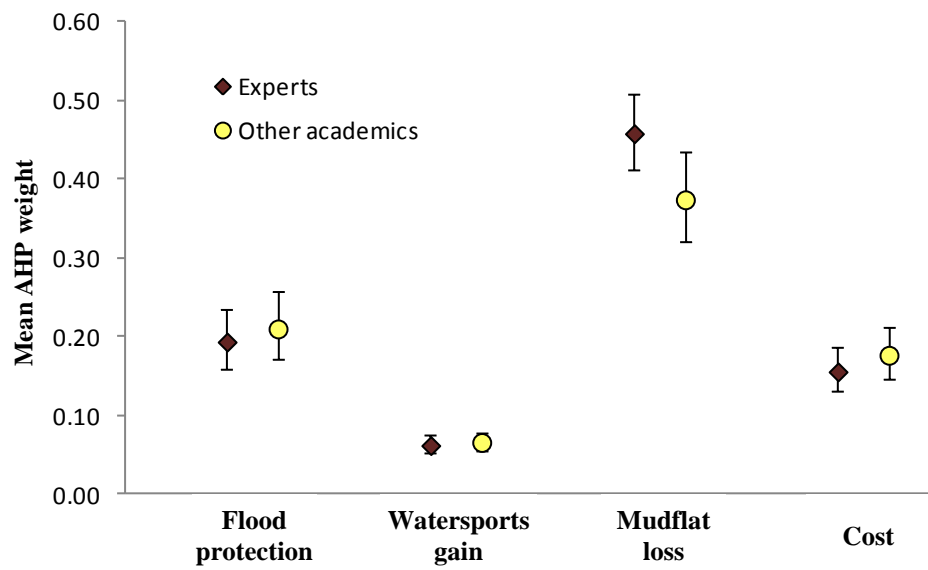 0.60
0.50
0.40
0.30
0.20
0.10
0.00
Mean AHP weight
Experts
Other academics
Flood
protection
Watersports
gain
Mudflat
loss
Cost